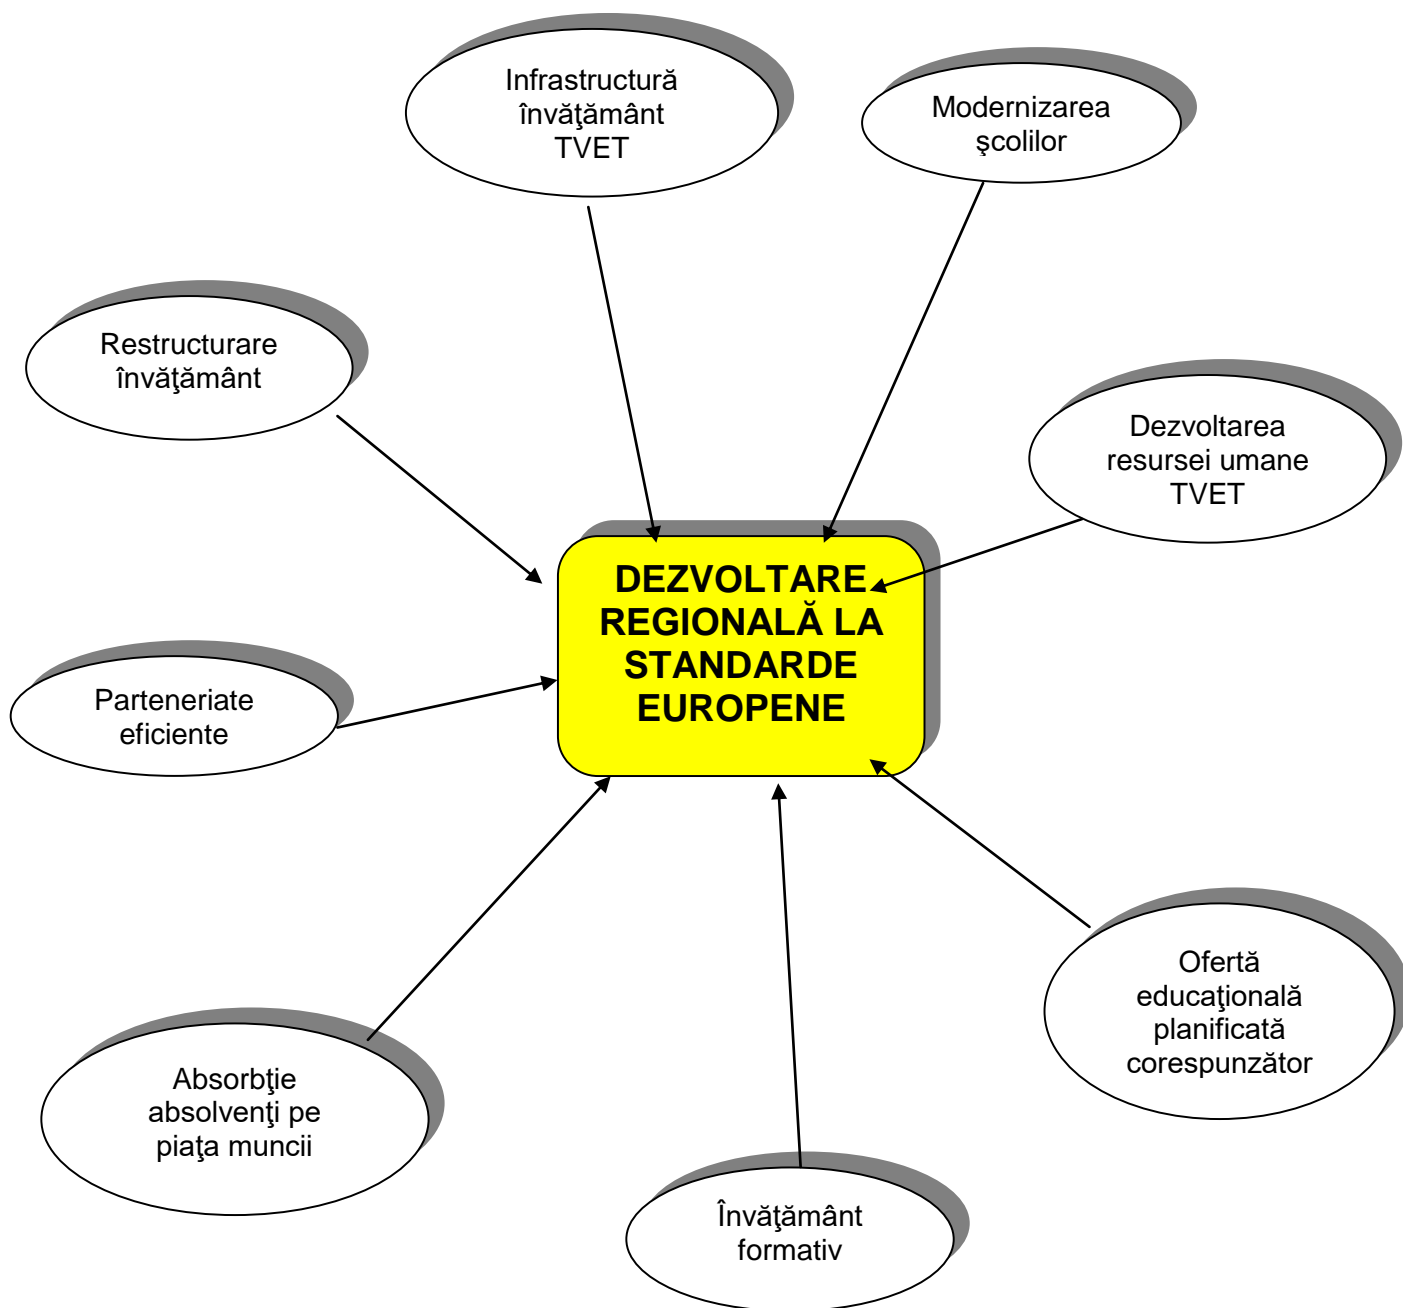 Infrastructură
învăţământ
TVET
Modernizarea
şcolilor
Restructurare
învăţământ
Dezvoltarea
resursei umane
TVET
DEZVOLTARE
REGIONALĂ LA
STANDARDE
EUROPENE
Parteneriate
eficiente
Ofertă
educaţională
planificată
corespunzător
Absorbţie
absolvenţi pe
piaţa muncii
Învăţământ
formativ